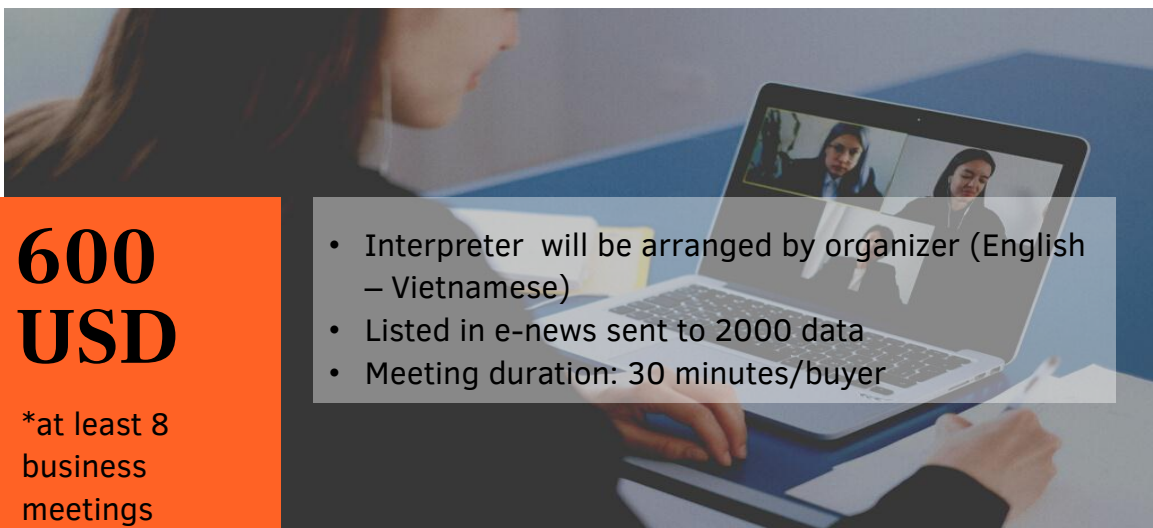 600
USD
*at least 8
business
meetings
• Interpreter  will be arranged by organizer (English
– Vietnamese)
• Listed in e-news sent to 2000 data
• Meeting duration: 30 minutes/buyer